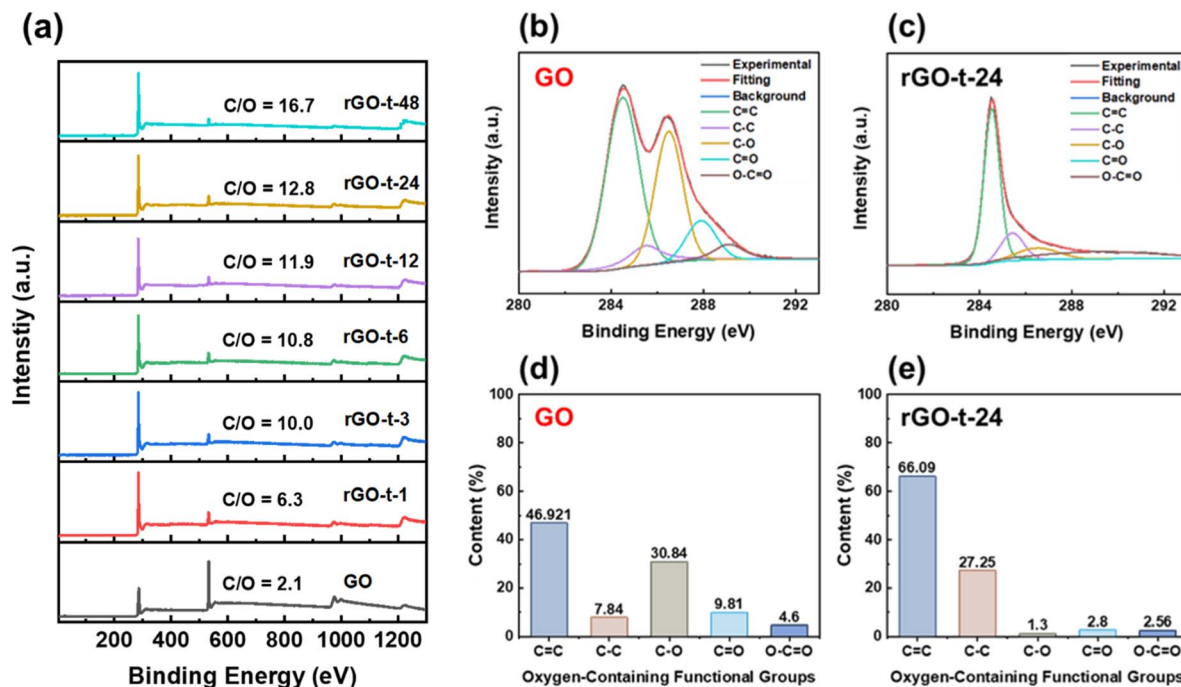 (a)
C/O = 16.7 rGO-t-48
C/O = 12.8 rGO-t-24
C/O = 11.9 rGO-t-12
C/O = 10.8 rGO-t-6
C/O = 10.0 rGO-t-3
C/O = 6.3 rGO-t-1
C/O = 2.1 GO
Intenstiy (a.u.)
200 400 600 800 1000 1200
Binding Energy (eV)
(b)
GO
Experimental
Fitting
Background
C=C
C-C
C-O
C=O
O-C=O
Intensity (a.u.)
280 284 288 292
Binding Energy (eV)
(c)
rGO-t-24
Experimental
Fitting
Background
C=C
C-C
C-O
C=O
O-C=O
Intensity (a.u.)
280 284 288 292
Binding Energy (eV)
(d)
GO
100
80
60
40
20
0
Content (%)
46.921
7.84
30.84
9.81
4.6
C=C C-C C-O C=O O-C=O
Oxygen-Containing Functional Groups
(e)
rGO-t-24
100
80
60
40
20
0
Content (%)
66.09
27.25
1.3
2.8
2.56
C=C C-C C-O C=O O-C=O
Oxygen-Containing Functional Groups